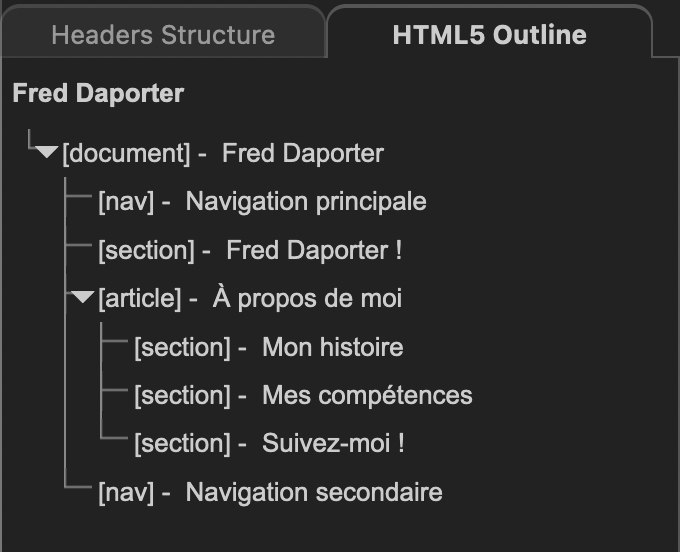 Headers Structure
HTML5 Outline
Fred Daporter
[document] - Fred Daporter
[nav] - Navigation principale
[section] - Fred Daporter !
[article] - À propos de moi
[section] - Mon histoire
[section] - Mes compétences
[section] - Suivez-moi !
[nav] - Navigation secondaire